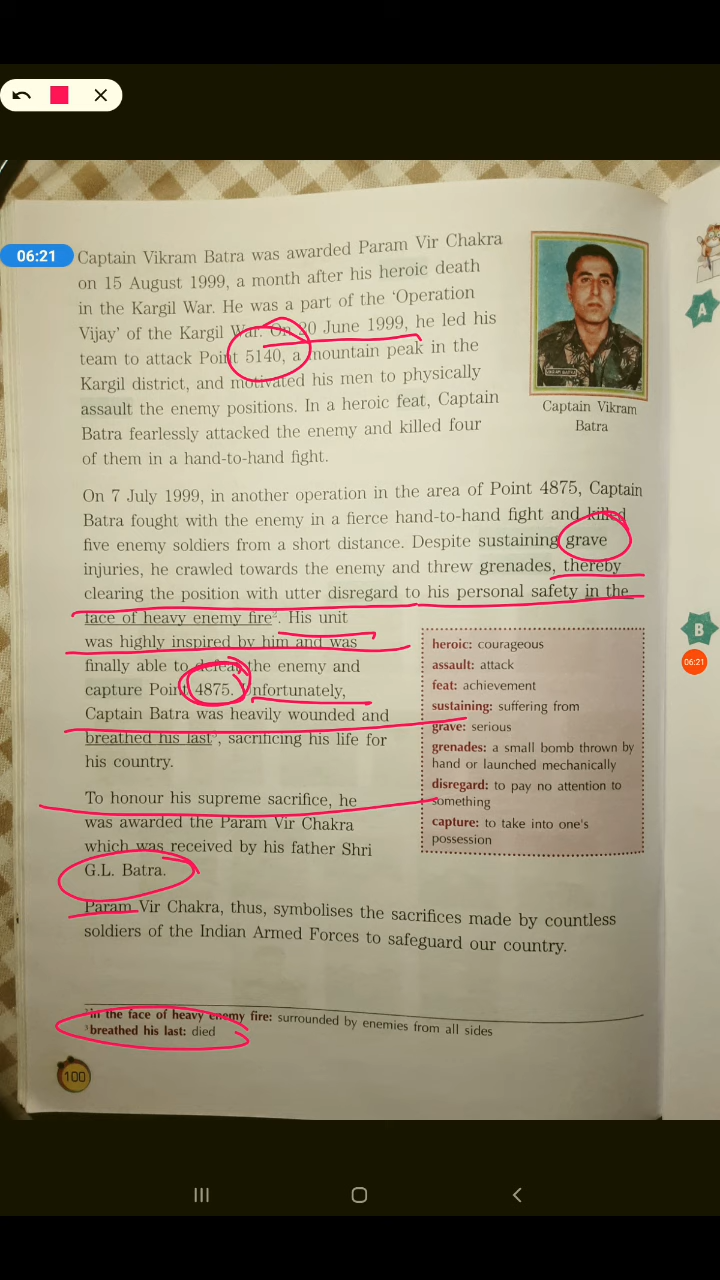 06:21
Captain Vikram Batra was awarded Param Vir Chakra
on 15 August 1999, a month after his heroic death
in the Kargil War. He was a part of the 'Operation
Vijay' of the Kargil War. On 20 June 1999, he led his
team to attack Point 5140, a mountain peak in the
Kargil district, and motivated his men to physically
assault the enemy positions. In a heroic feat, Captain
Batra fearlessly attacked the enemy and killed four
of them in a hand-to-hand fight.
Captain Vikram
Batra
On 7 July 1999, in another operation in the area of Point 4875, Captain
Batra fought with the enemy in a fierce hand-to-hand fight and killed
five enemy soldiers from a short distance. Despite sustaining grave
injuries, he crawled towards the enemy and threw grenades, thereby
clearing the position with utter disregard to his personal safety in the
face of heavy enemy fire². His unit
was highly inspired by him and was
finally able to defeat the enemy and
capture Point 4875. Unfortunately,
Captain Batra was heavily wounded and
breathed his last³, sacrificing his life for
his country.
To honour his supreme sacrifice, he
was awarded the Param Vir Chakra
which was received by his father Shri
G.L. Batra.
heroic: courageous
assault: attack
feat: achievement
sustaining: suffering from
grave: serious
grenades: a small bomb thrown by
hand or launched mechanically
disregard: to pay no attention to
something
capture: to take into one's
possession
Param Vir Chakra, thus, symbolises the sacrifices made by countless
soldiers of the Indian Armed Forces to safeguard our country.
²in the face of heavy enemy fire: surrounded by enemies from all sides
³breathed his last: died
100
A
B
06:21